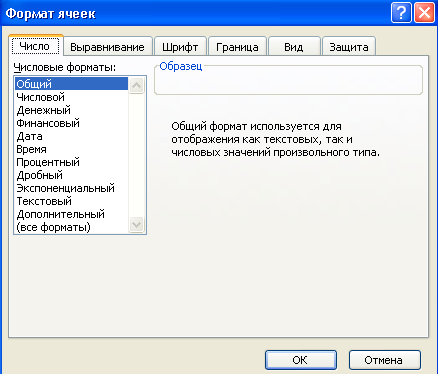 Формат ячеек
Число
Выравнивание
Шрифт
Граница
Вид
Защита
Числовые форматы:
Общий
Числовой
Денежный
Финансовый
Дата
Время
Процентный
Дробный
Экспоненциальный
Текстовый
Дополнительный
(все форматы)
Образец
Общий формат используется для
отображения как текстовых, так и
числовых значений произвольного типа.
ОК
Отмена